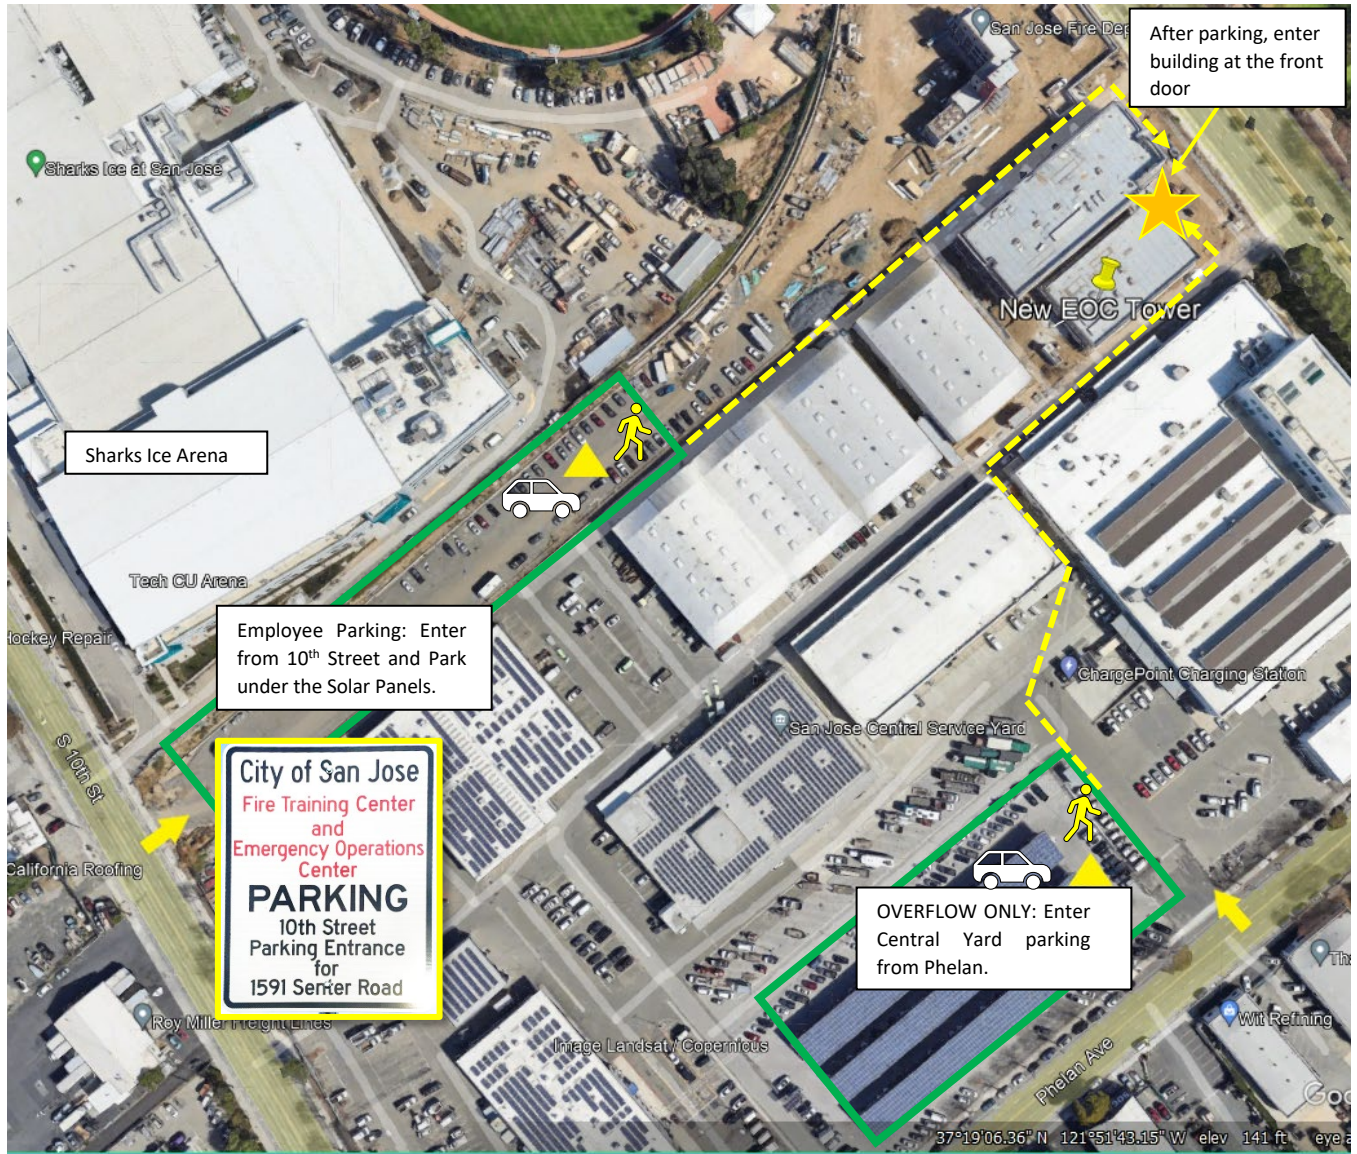 San Jose Fire Dep
After parking, enter
building at the front
door
Sharks Ice at San Jose
New EOC Tower
Sharks Ice Arena
Tech CU Arena
Hockey Repair
Employee Parking: Enter
from 10th Street and Park
under the Solar Panels.
ChargePoint Charging Station
San Jose Central Service Yard
S 10th St
City of San Jose
Fire Training Center
and
Emergency Operations
Center
PARKING
10th Street
Parking Entrance
for
1591 Senter Road
California Roofing
OVERFLOW ONLY: Enter
Central Yard parking
from Phelan.
Roy Miller Freight Lines
Wit Refining
Image Landsat / Copernicus
Phelan Ave
37°19'06.36" N 121°51'43.15" W elev 141 ft eye a